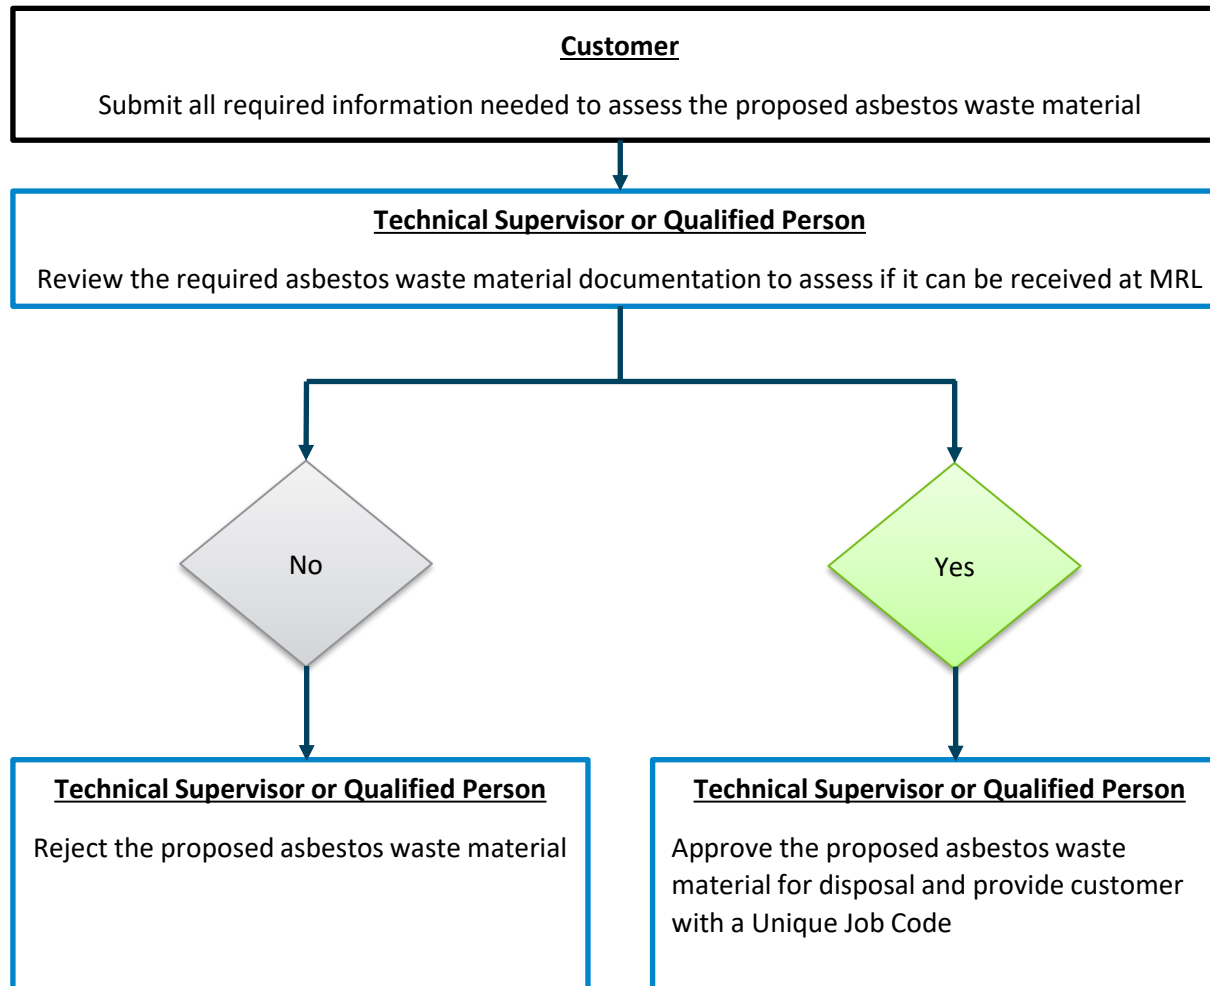 Customer
Submit all required information needed to assess the proposed asbestos waste material
Technical Supervisor or Qualified Person
Review the required asbestos waste material documentation to assess if it can be received at MRL
No
Yes
Technical Supervisor or Qualified Person
Reject the proposed asbestos waste material
Technical Supervisor or Qualified Person
Approve the proposed asbestos waste
material for disposal and provide customer
with a Unique Job Code